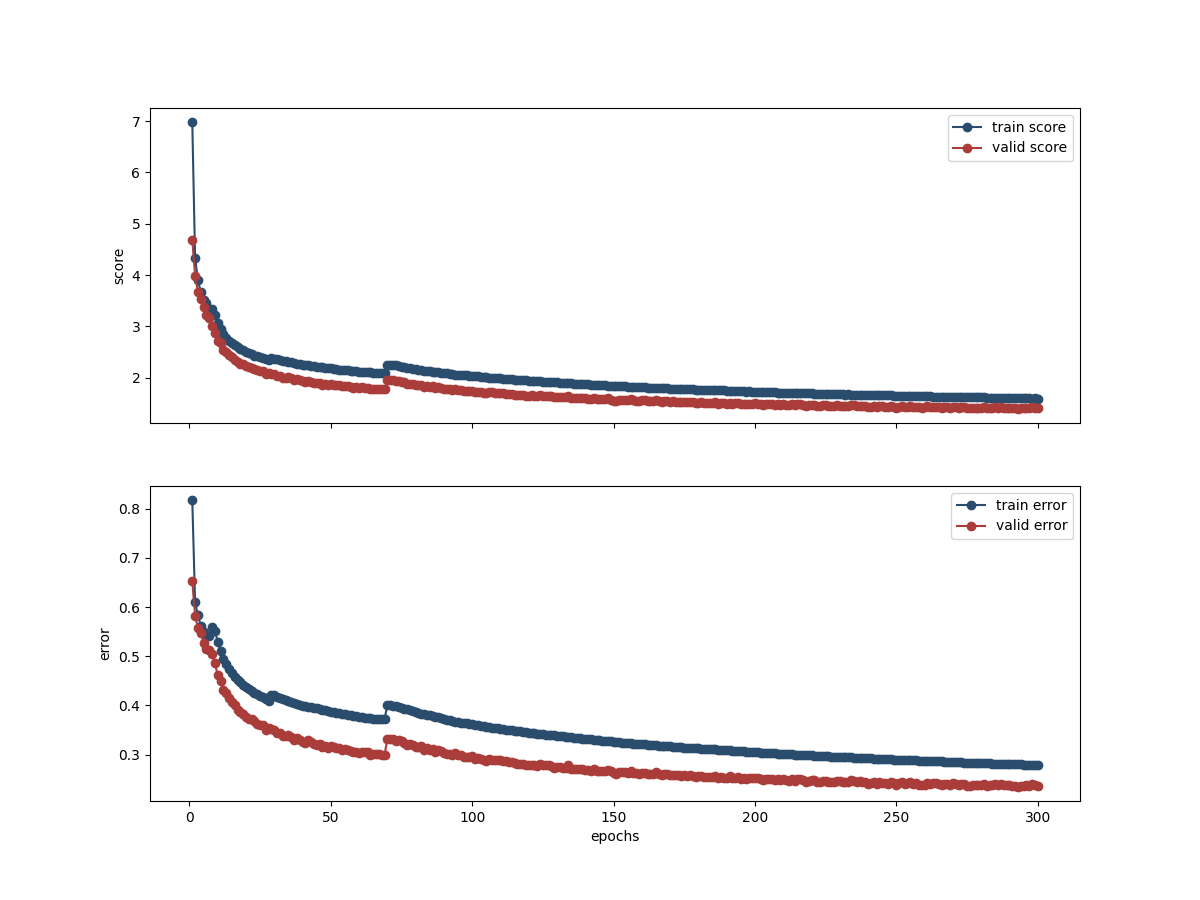 7
6
5
4
3
2
score
train score
valid score
0.8
0.7
0.6
0.5
0.4
0.3
error
train error
valid error
0 50 100 150 200 250 300
epochs